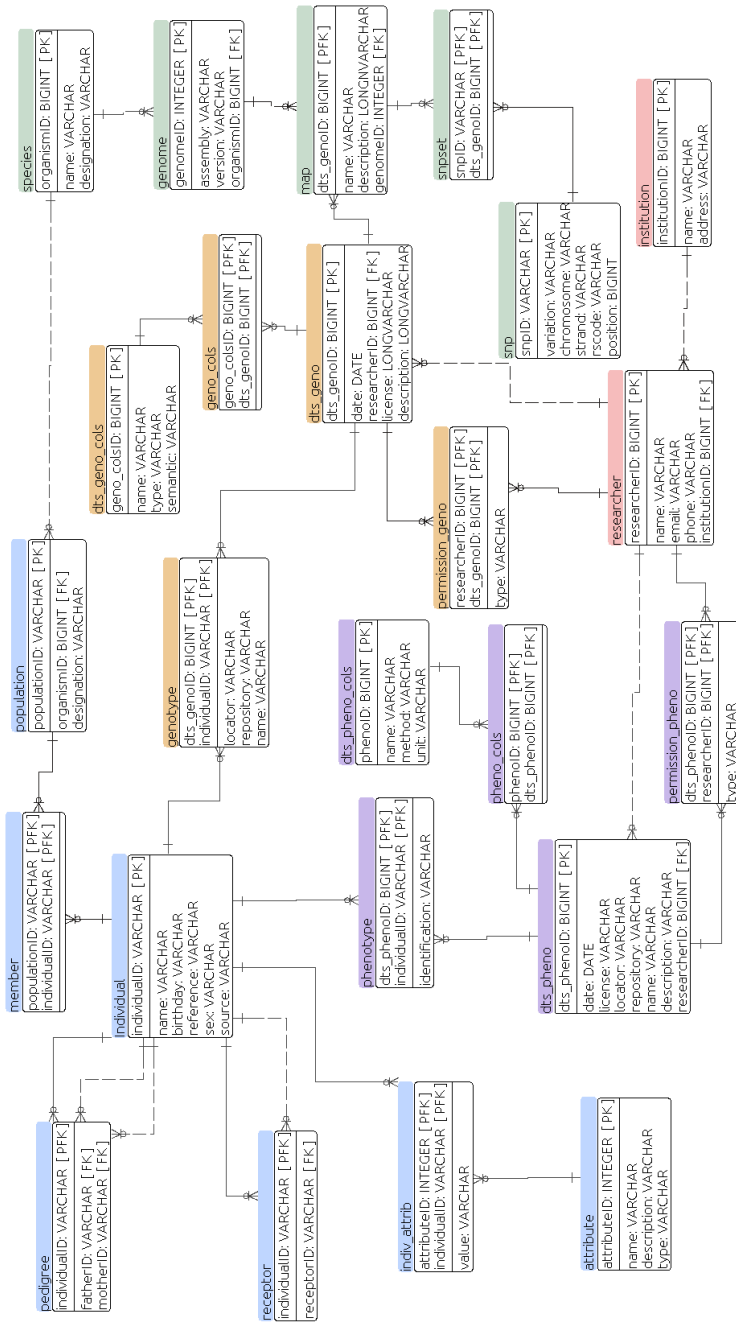 pedigree
individualID: VARCHAR [PFK]
fatherID: VARCHAR [FK]
motherID: VARCHAR [FK]
member
populationID: VARCHAR [PFK]
individualID: VARCHAR [PFK]
population
populationID: VARCHAR [PK]
organismID: BIGINT [FK]
designation: VARCHAR
species
organismID: BIGINT [PK]
name: VARCHAR
designation: VARCHAR
individual
individualID: VARCHAR [PK]
name: VARCHAR
birthday: VARCHAR
reference: VARCHAR
sex: VARCHAR
source: VARCHAR
genotype
dts_genoID: BIGINT [PFK]
individualID: VARCHAR [PFK]
locator: VARCHAR
repository: VARCHAR
name: VARCHAR
dts_geno_cols
geno_colsID: BIGINT [PK]
name: VARCHAR
type: VARCHAR
semantic: VARCHAR
geno_cols
geno_colsID: BIGINT [PFK]
dts_genoID: BIGINT [PFK]
genome
genomeID: INTEGER [PK]
assembly: VARCHAR
version: VARCHAR
organismID: BIGINT [FK]
receptor
individualID: VARCHAR [PFK]
receptorID: VARCHAR [FK]
dts_geno
dts_genoID: BIGINT [PK]
date: DATE
researcherID: BIGINT [FK]
license: LONGVARCHAR
description: LONGVARCHAR
map
dts_genoID: BIGINT [PFK]
name: VARCHAR
description: LONGNVARCHAR
genomeID: INTEGER [FK]
phenotype
dts_phenoID: BIGINT [PFK]
individualID: VARCHAR [PFK]
identification: VARCHAR
dts_pheno_cols
phenoID: BIGINT [PK]
name: VARCHAR
method: VARCHAR
unit: VARCHAR
permission_geno
researcherID: BIGINT [PFK]
dts_genoID: BIGINT [PFK]
type: VARCHAR
snpset
snpID: VARCHAR [PFK]
dts_genoID: BIGINT [PFK]
indiv_attrib
attributeID: INTEGER [PFK]
individualID: VARCHAR [PFK]
value: VARCHAR
pheno_cols
phenoID: BIGINT [PFK]
dts_phenoID: BIGINT [PFK]
snp
snpID: VARCHAR [PK]
variation: VARCHAR
chromosome: VARCHAR
strand: VARCHAR
rscode: VARCHAR
position: BIGINT
dts_pheno
dts_phenoID: BIGINT [PK]
date: DATE
license: VARCHAR
locator: VARCHAR
repository: VARCHAR
name: VARCHAR
description: VARCHAR
researcherID: BIGINT [FK]
attribute
attributeID: INTEGER [PK]
name: VARCHAR
description: VARCHAR
type: VARCHAR
permission_pheno
dts_phenoID: BIGINT [PFK]
researcherID: BIGINT [PFK]
type: VARCHAR
researcher
researcherID: BIGINT [PK]
name: VARCHAR
email: VARCHAR
phone: VARCHAR
institutionID: BIGINT [FK]
institution
institutionID: BIGINT [PK]
name: VARCHAR
address: VARCHAR